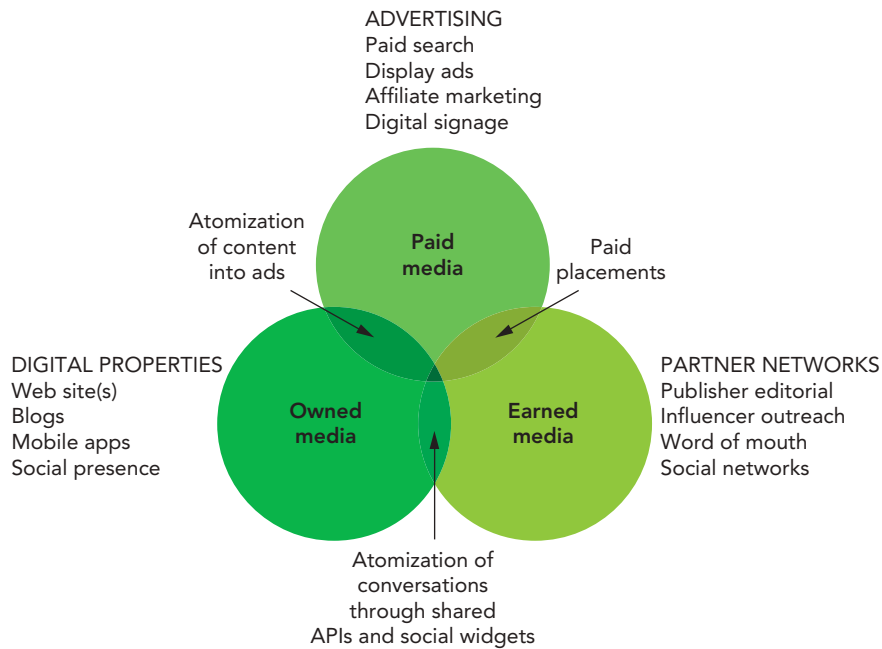 ADVERTISING
Paid search
Display ads
Affiliate marketing
Digital signage
Atomization
of content
into ads
Paid
media
Paid
placements
DIGITAL PROPERTIES
Web site(s)
Blogs
Mobile apps
Social presence
Owned
media
Earned
media
PARTNER NETWORKS
Publisher editorial
Influencer outreach
Word of mouth
Social networks
Atomization of
conversations
through shared
APIs and social widgets